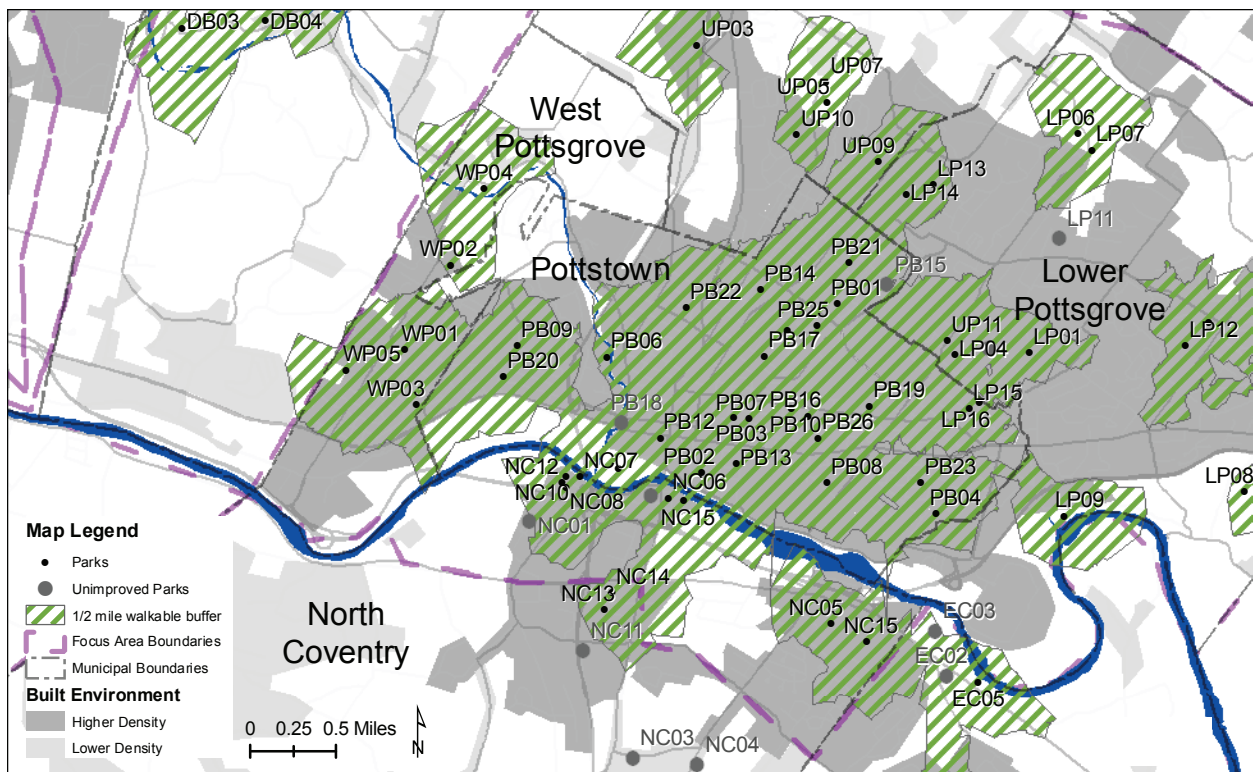 DB03
DB04
UP03
UP07
UP05
UP10
West
Pottsgrove
LP06
LP07
UP09
WP04
LP13
LP14
LP11
WP02
PB21
Pottstown
PB14
PB15
Lower
Pottsgrove
PB22
PB01
PB25
WP01
PB09
PB06
PB17
UP11
LP01
LP12
WP05
PB20
LP04
WP03
PB18
PB07
PB16
PB19
LP15
PB12
PB03
PB10
PB26
LP16
NC12
NC07
PB02
PB13
PB08
PB23
NC10
NC08
NC06
NC15
PB04
LP09
LP08
NC01
Map Legend
Parks
Unimproved Parks
1/2 mile walkable buffer
Focus Area Boundaries
Municipal Boundaries
Built Environment
Higher Density
Lower Density
NC14
NC13
NC05
NC15
EC03
North
Coventry
NC11
EC02
EC05
0 0.25 0.5 Miles
N
NC03
NC04